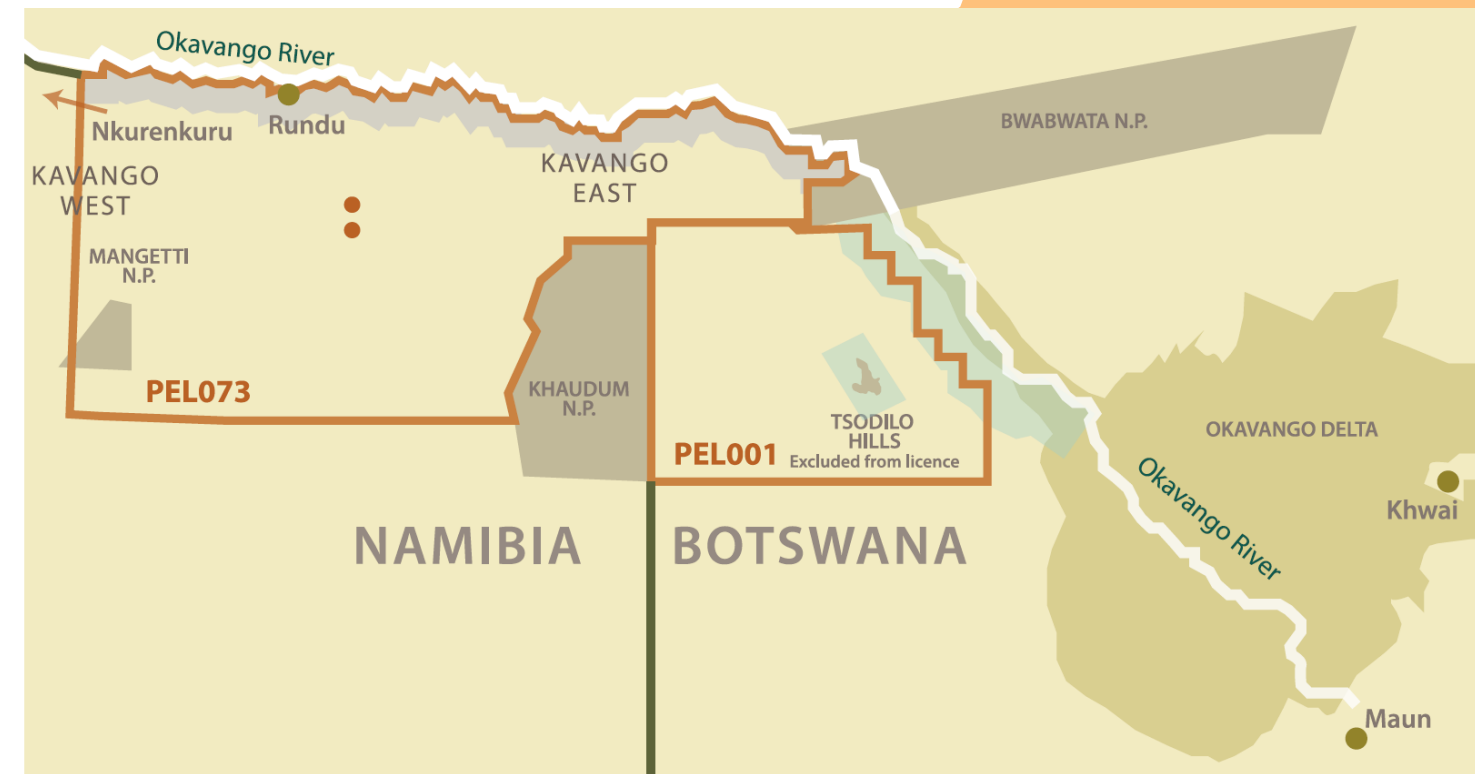 Okavango River
Nkurenkuru
Rundu
BWABWATA N.P.
KAVANGO
WEST
KAVANGO
EAST
MANGETTI
N.P.
PEL073
KHAUDUM
N.P.
PEL001
TSODILO
HILLS
Excluded from licence
OKAVANGO DELTA
Okavango River
Khwai
NAMIBIA
BOTSWANA
Maun